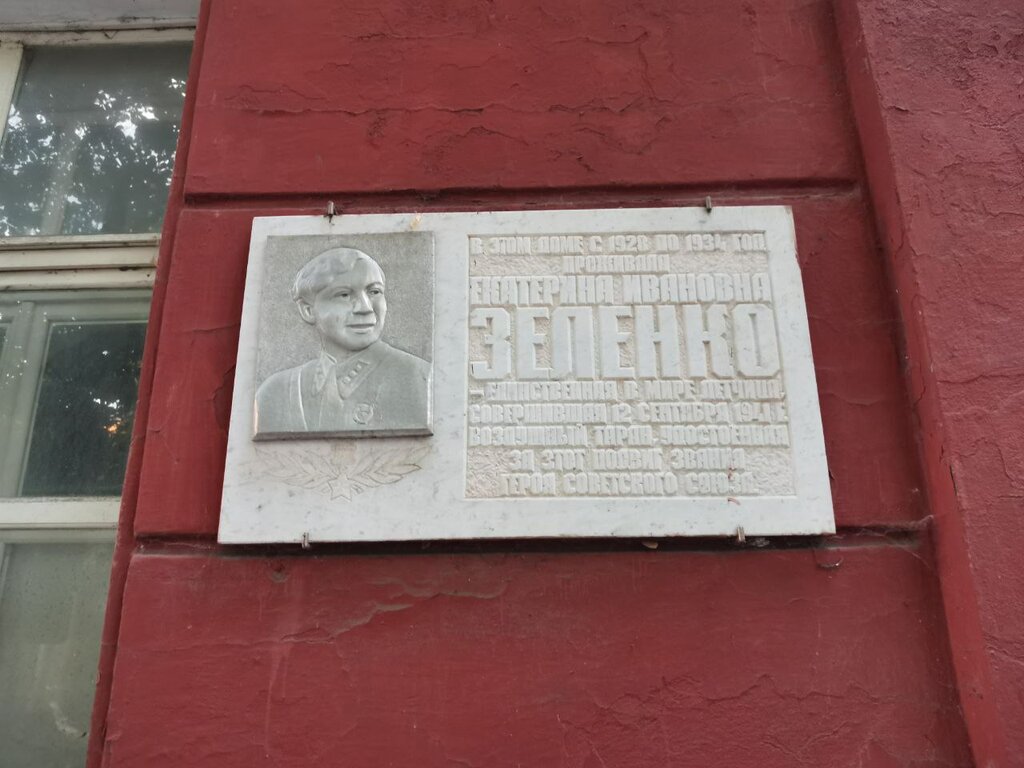 В ЭТОМ ДОМЕ С 1928 ПО 1934 ГОД
ПРОЖИВАЛА
ЕКАТЕРИНА ИВАНОВНА
ЗЕЛЕНКО
– ЕДИНСТВЕННАЯ В МИРЕ ЛЕТЧИЦА,
СОВЕРШИВШАЯ 12 СЕНТЯБРЯ 1941 Г.
ВОЗДУШНЫЙ ТАРАН, УДОСТОЕННАЯ
ЗА ЭТОТ ПОДВИГ ЗВАНИЯ
ГЕРОЯ СОВЕТСКОГО СОЮЗА